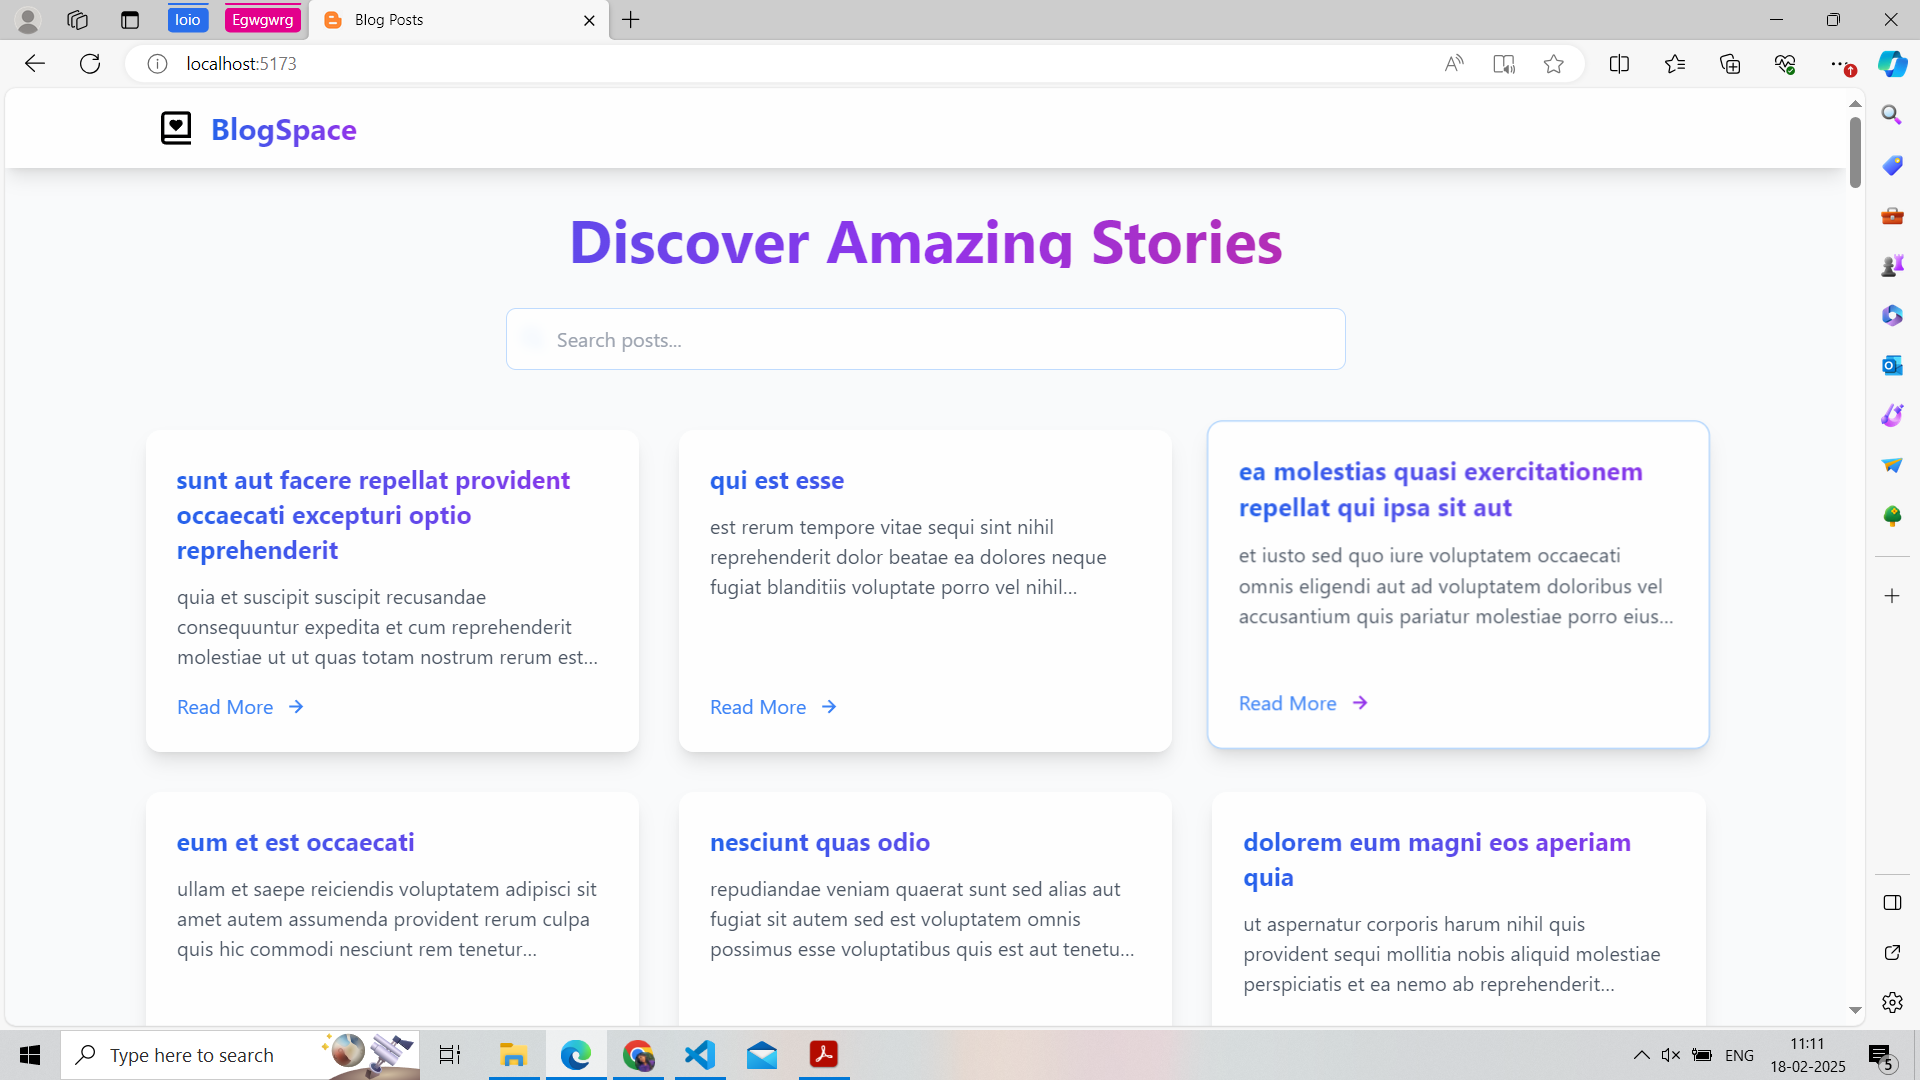 Ioio
Egwgwrg
Blog Posts
localhost:5173
BlogSpace
Discover Amazing Stories
Search posts...
sunt aut facere repellat provident
occaecati excepturi optio
reprehenderit
quia et suscipit suscipit recusandae
consequuntur expedita et cum reprehenderit
molestiae ut ut quas totam nostrum rerum est...
Read More
qui est esse
est rerum tempore vitae sequi sint nihil
reprehenderit dolor beatae ea dolores neque
fugiat blanditiis voluptate porro vel nihil...
Read More
ea molestias quasi exercitationem
repellat qui ipsa sit aut
et iusto sed quo iure voluptatem occaecati
omnis eligendi aut ad voluptatem doloribus vel
accusantium quis pariatur molestiae porro eius...
Read More
eum et est occaecati
ullam et saepe reiciendis voluptatem adipisci sit
amet autem assumenda provident rerum culpa
quis hic commodi nesciunt rem tenetur...
nesciunt quas odio
repudiandae veniam quaerat sunt sed alias aut
fugiat sit autem sed est voluptatem omnis
possimus esse voluptatibus quis est aut tenetu...
dolorem eum magni eos aperiam
quia
ut aspernatur corporis harum nihil quis
provident sequi mollitia nobis aliquid molestiae
perspiciatis et ea nemo ab reprehenderit...
Type here to search
ENG
11:11
18-02-2025
5